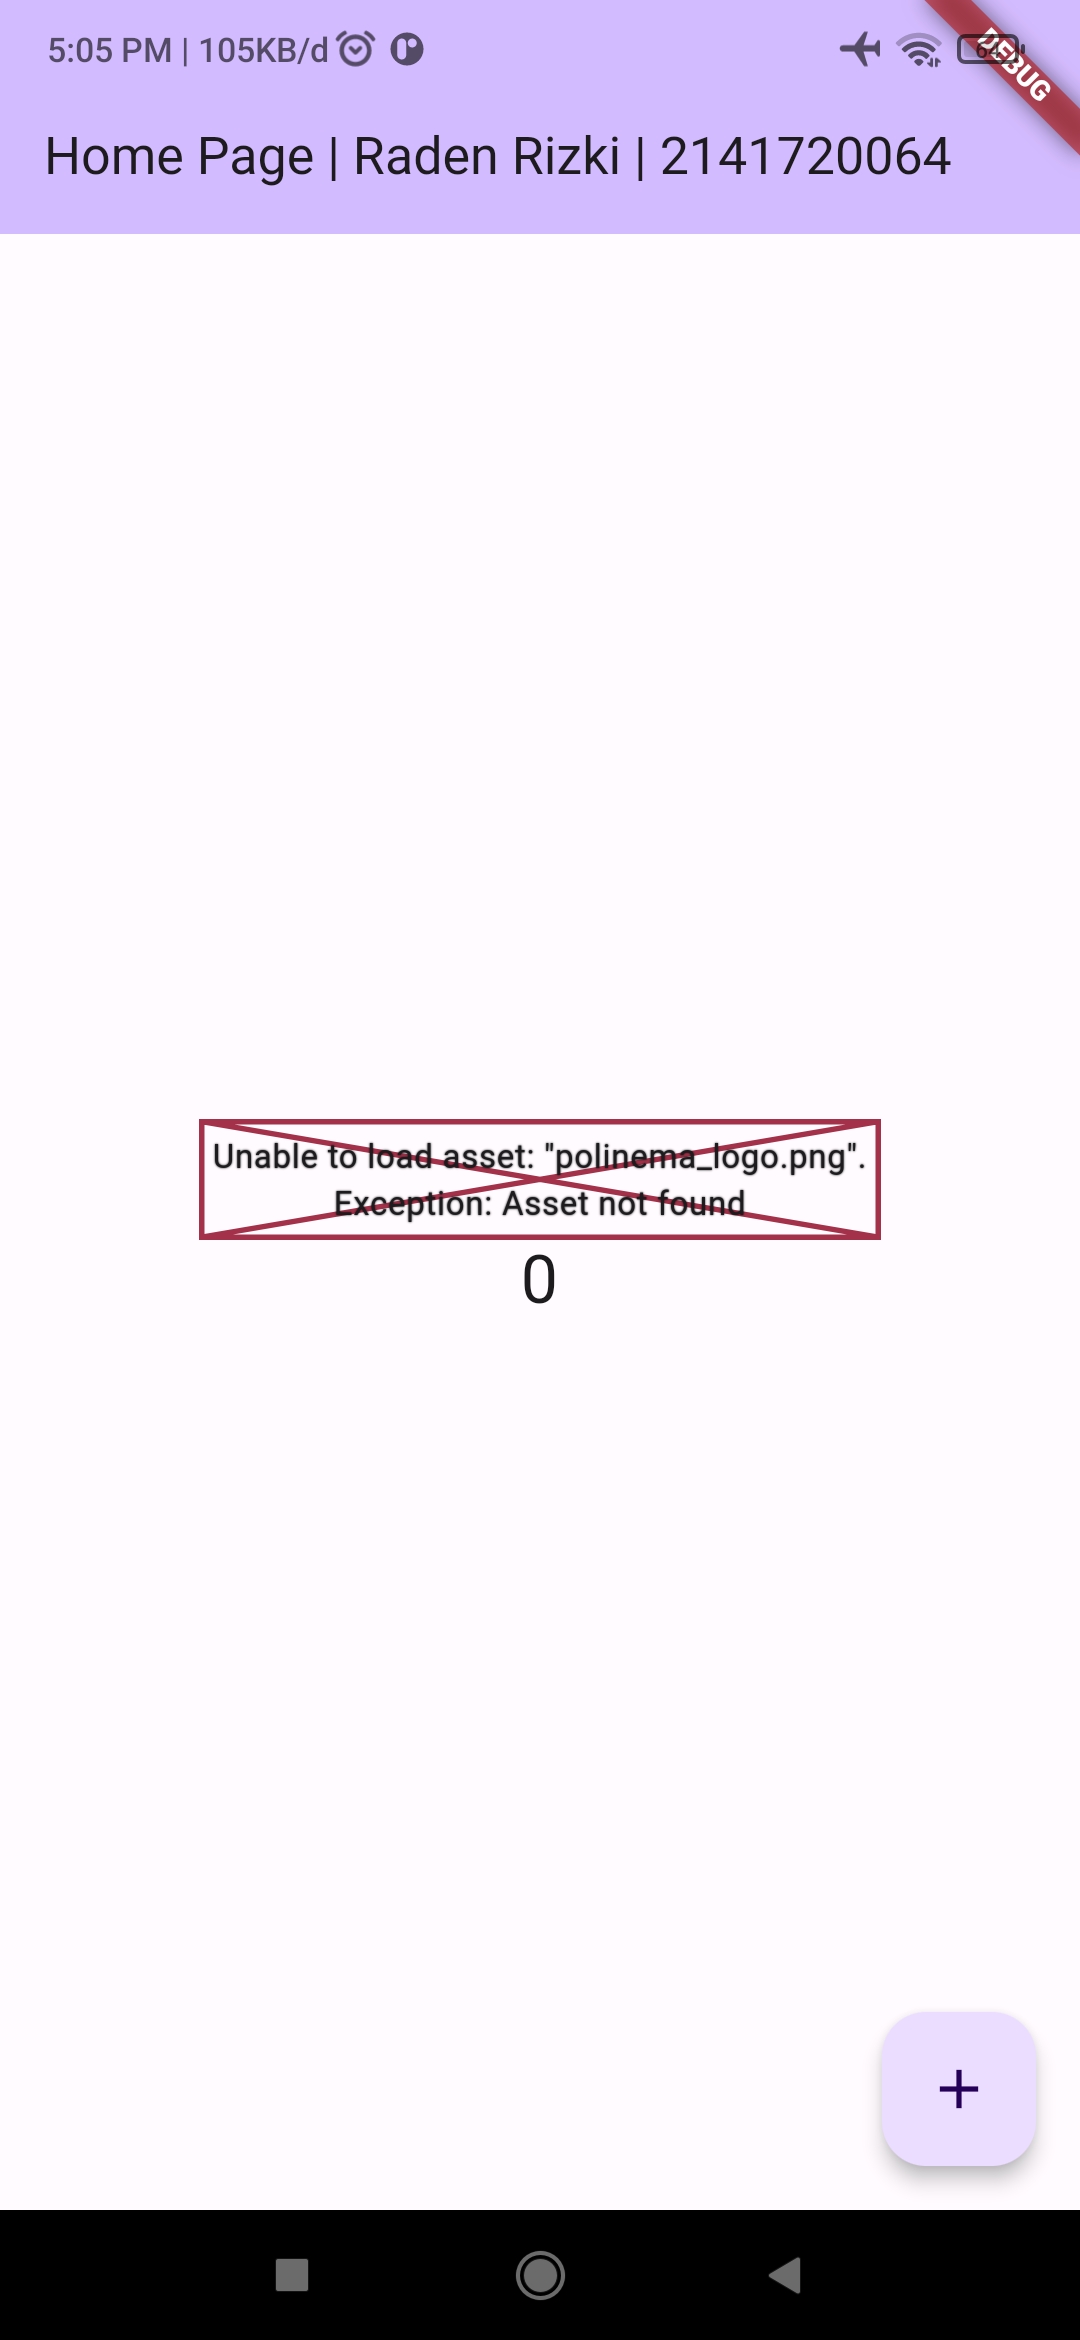 5:05 PM | 105KB/d
DEBUG
Home Page | Raden Rizki | 2141720064
Unable to load asset: "polinema_logo.png".
Exception: Asset not found
0